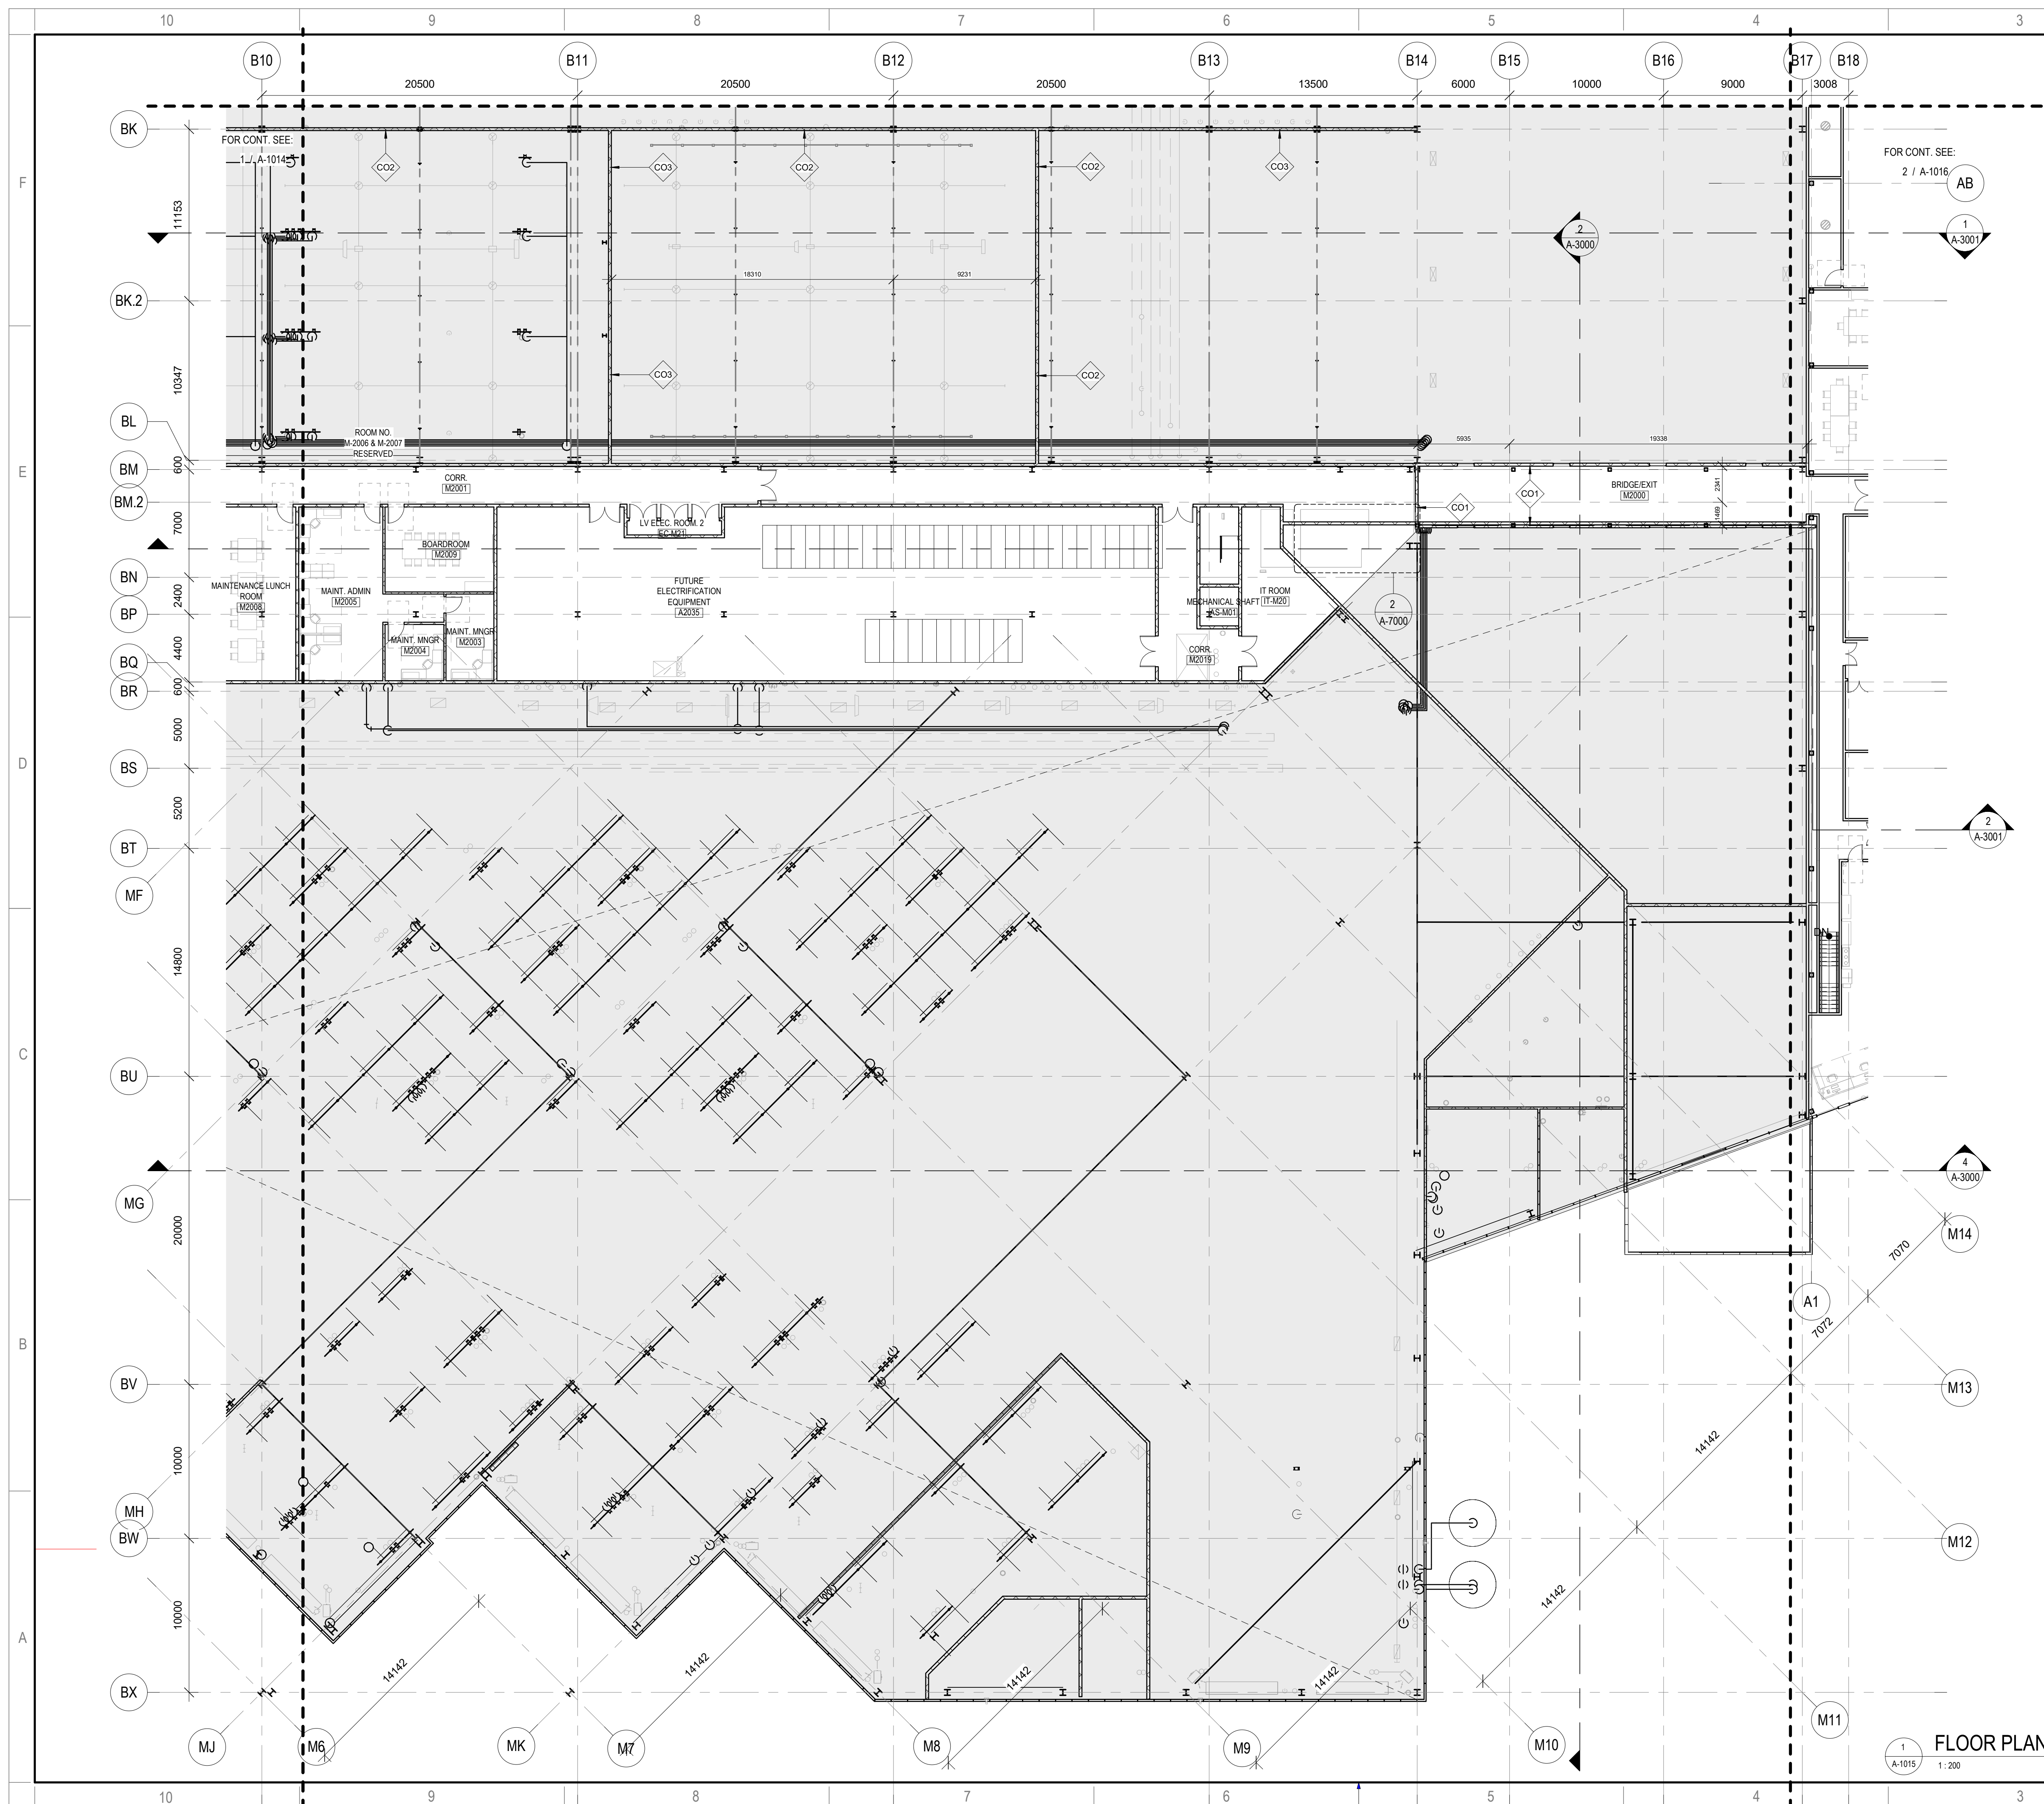 10 9 8 7 6 5 4 3
B10 B11 B12 B13 B14 B15 B16 B17 B18
20500 20500 20500 13500 6000 10000 9000 3008
BK
FOR CONT. SEE:
1 / A-1014
CO2
CO3
CO2
CO2
CO3
FOR CONT. SEE:
2 / A-1016
AB
F
11153
2
A-3000
1
A-3001
18310
9231
BK.2
10347
CO3
CO2
BL
ROOM NO.
M-2006 & M-2007
RESERVED
5935
19338
E
BM
600
CORR.
M2001
CO1
BRIDGE/EXIT
M2000
2341
BM.2
CO1
1469
7000
LV ELEC. ROOM. 2
EC-M21
BOARDROOM
M2009
BN
MAINTENANCE LUNCH
ROOM
M2008
MAINT. ADMIN
M2005
FUTURE
ELECTRIFICATION
EQUIPMENT
A2035
MECHANICAL SHAFT
AS-M01
IT ROOM
IT-M20
2
A-7000
2400
BP
MAINT. MNGR
M2004
MAINT. MNGR
M2003
CORR.
M2019
4400
BQ
600
BR
5000
D
BS
5200
2
A-3001
BT
MF
14800
C
BU
4
A-3000
MG
20000
M14
7070
A1
7072
B
BV
M13
14142
10000
MH
BW
M12
14142
10000
A
14142
14142
14142
14142
BX
MJ
M6
MK
M7
M8
M9
M10
M11
1
A-1015
FLOOR PLAN
1 : 200
10 9 8 7 6 5 4 3